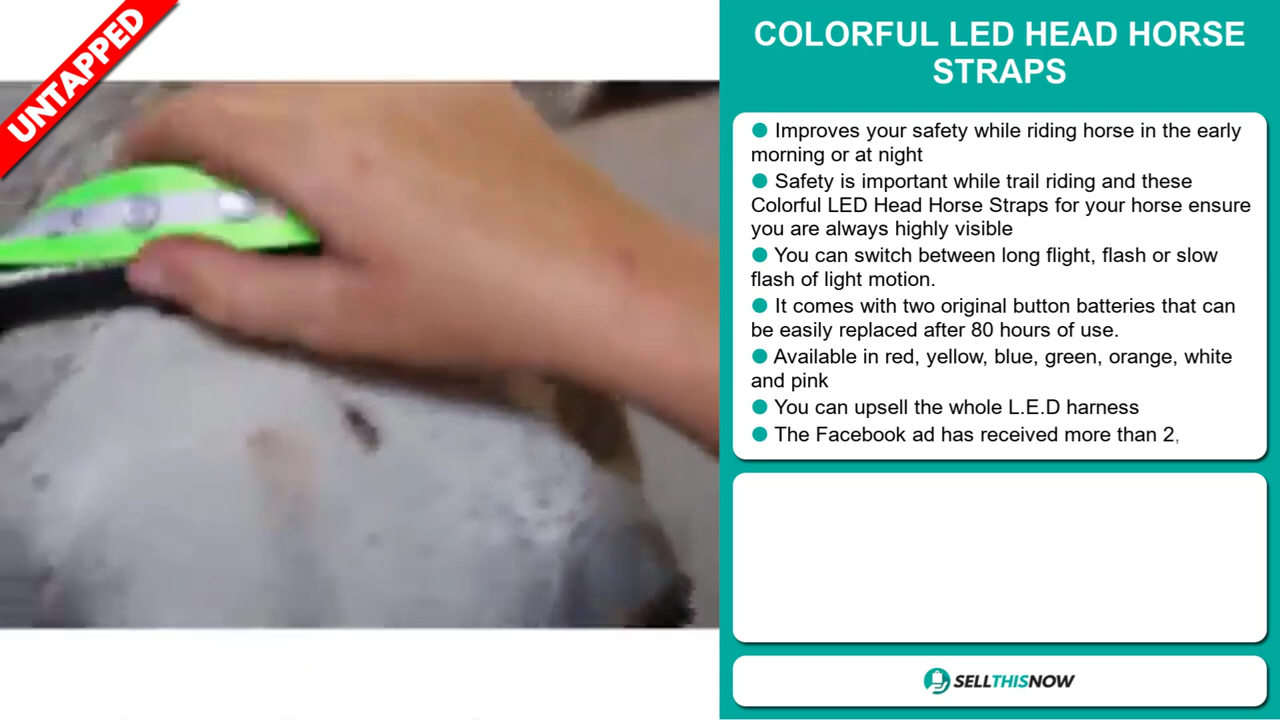 UNTAPPED
COLORFUL LED HEAD HORSE
STRAPS
● Improves your safety while riding horse in the early
morning or at night
● Safety is important while trail riding and these
Colorful LED Head Horse Straps for your horse ensure
you are always highly visible
● You can switch between long flight, flash or slow
flash of light motion.
● It comes with two original button batteries that can
be easily replaced after 80 hours of use.
● Available in red, yellow, blue, green, orange, white
and pink
● You can upsell the whole L.E.D harness
● The Facebook ad has received more than 2,
SELLTHISNOW